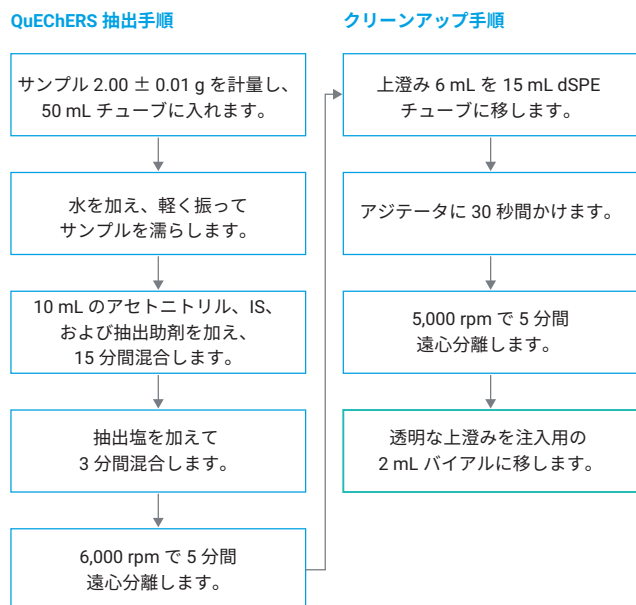 QuEChERS 抽出手順
サンプル 2.00 ± 0.01 g を計量し、
50 mL チューブに入れます。
水を加え、軽く振って
サンプルを濡らします。
10 mL のアセトニトリル、IS、
および抽出助剤を加え、
15 分間混合します。
抽出塩を加えて
3 分間混合します。
6,000 rpm で 5 分間
遠心分離します。
クリーンアップ手順
上澄み 6 mL を 15 mL dSPE
チューブに移します。
アジテータに 30 秒間かけます。
5,000 rpm で 5 分間
遠心分離します。
透明な上澄みを注入用の
2 mL バイアルに移します。